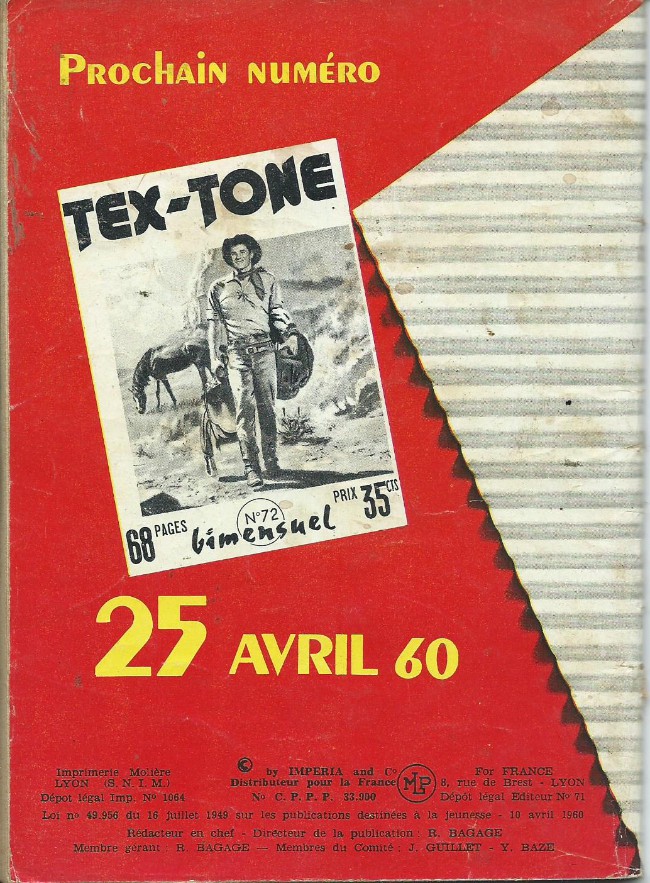 PROCHAIN NUMÉRO
TEX-TONE
68 PAGES
N° 72
bimensuel
PRIX 35 CTS
25 AVRIL 60
Imprimerie Molière
LYON (S. N. I. M.)
Dépot légal Imp. N° 1064
© by IMPERIA and C°
Distributeur pour la France
N° C. P. P. P. 33.950
MLP
For FRANCE
8, rue de Brest - LYON
Dépôt légal Editeur N° 71
Loi n° 49.956 du 16 juillet 1949 sur les publications destinées à la jeunesse - 10 avril 1960
Rédacteur en chef - Directeur de la publication : R. BAGAGE
Membre gérant : R. BAGAGE — Membres du Comité : J. GUILLET - Y. BAZE